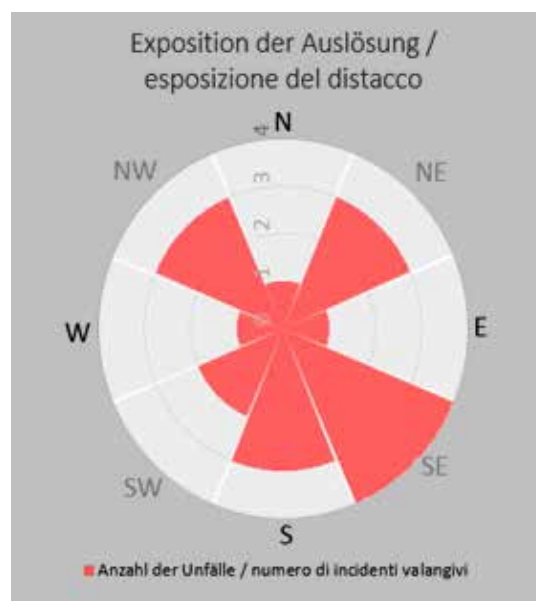 Exposition der Auslösung /
esposizione del distacco
4
N
NW
NE
3
2
1
0
W
E
SW
SE
S
Anzahl der Unfälle / numero di incidenti valangivi